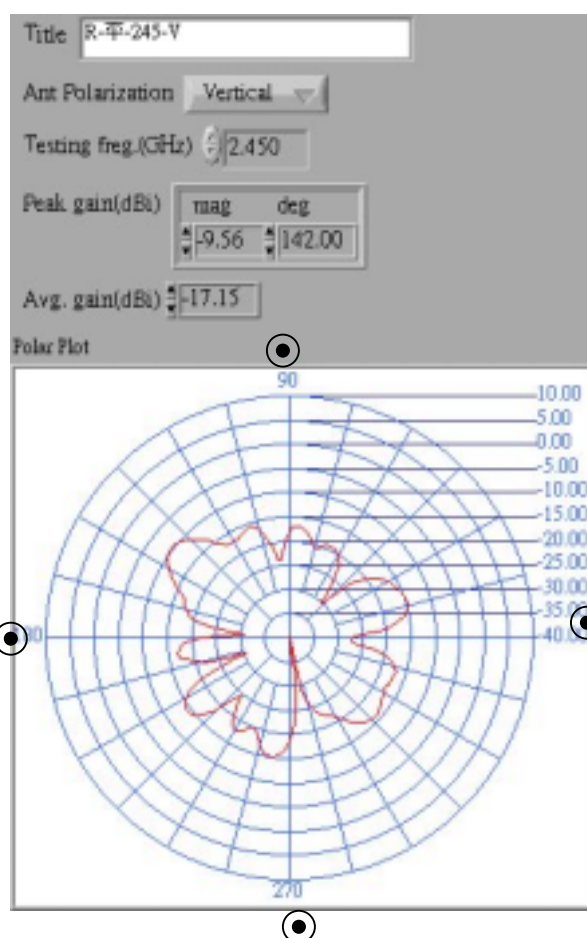 Title R-平-245-V
Ant Polarization Vertical
Testing freg.(GHz) 2.450
Peak gain(dBi) mag deg
-9.56 142.00
Avg. gain(dBi) -17.15
Polar Plot
90
10.00
5.00
0.00
-5.00
-10.00
-15.00
-20.00
-25.00
-30.00
-35.00
-40.00
270